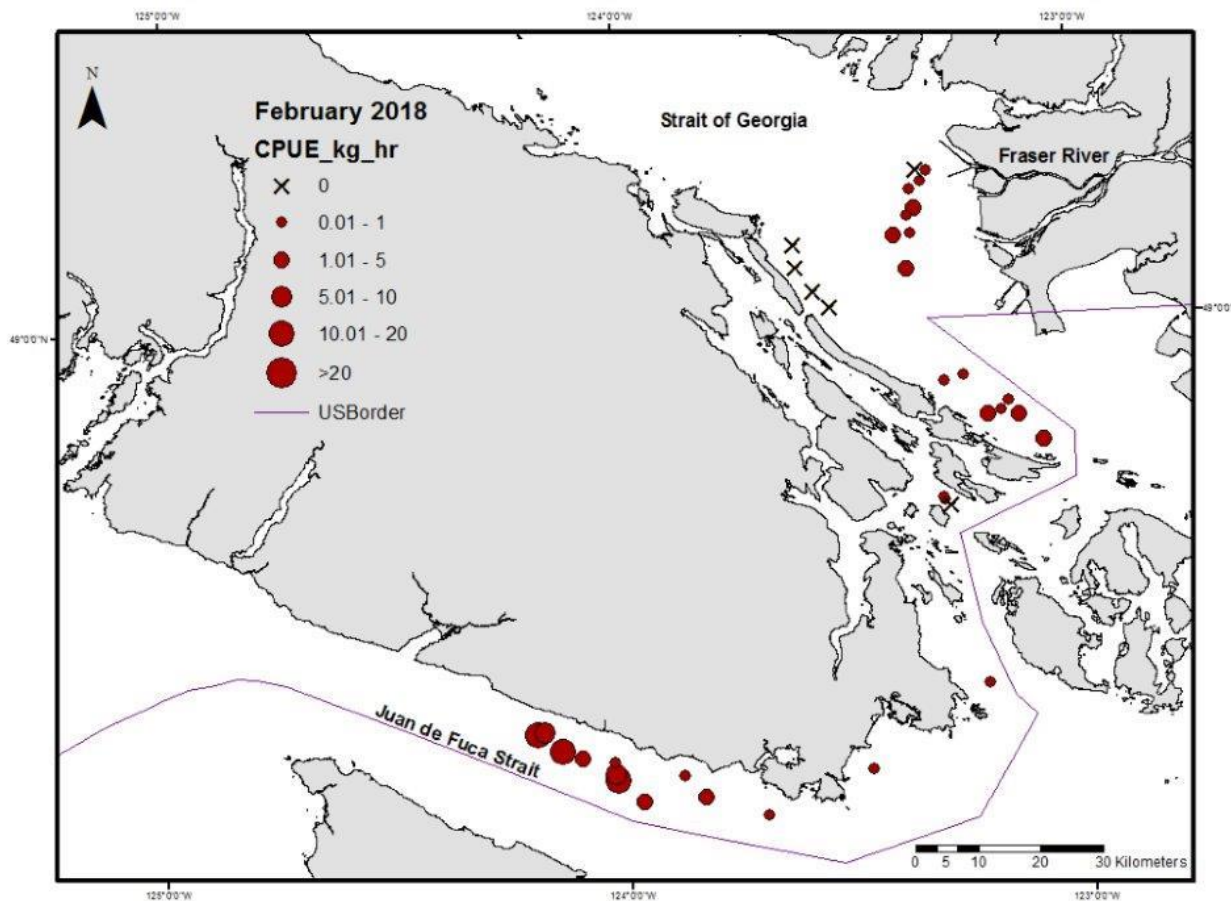 125°0'0"W 124°0'0"W 123°0'0"W
N
February 2018
CPUE_kg_hr
0
0.01 - 1
1.01 - 5
5.01 - 10
10.01 - 20
>20
USBorder
Strait of Georgia
Fraser River
49°0'0"N
49°0'0"N
Juan de Fuca Strait
0 5 10 20 30 Kilometers
125°0'0"W 124°0'0"W 123°0'0"W